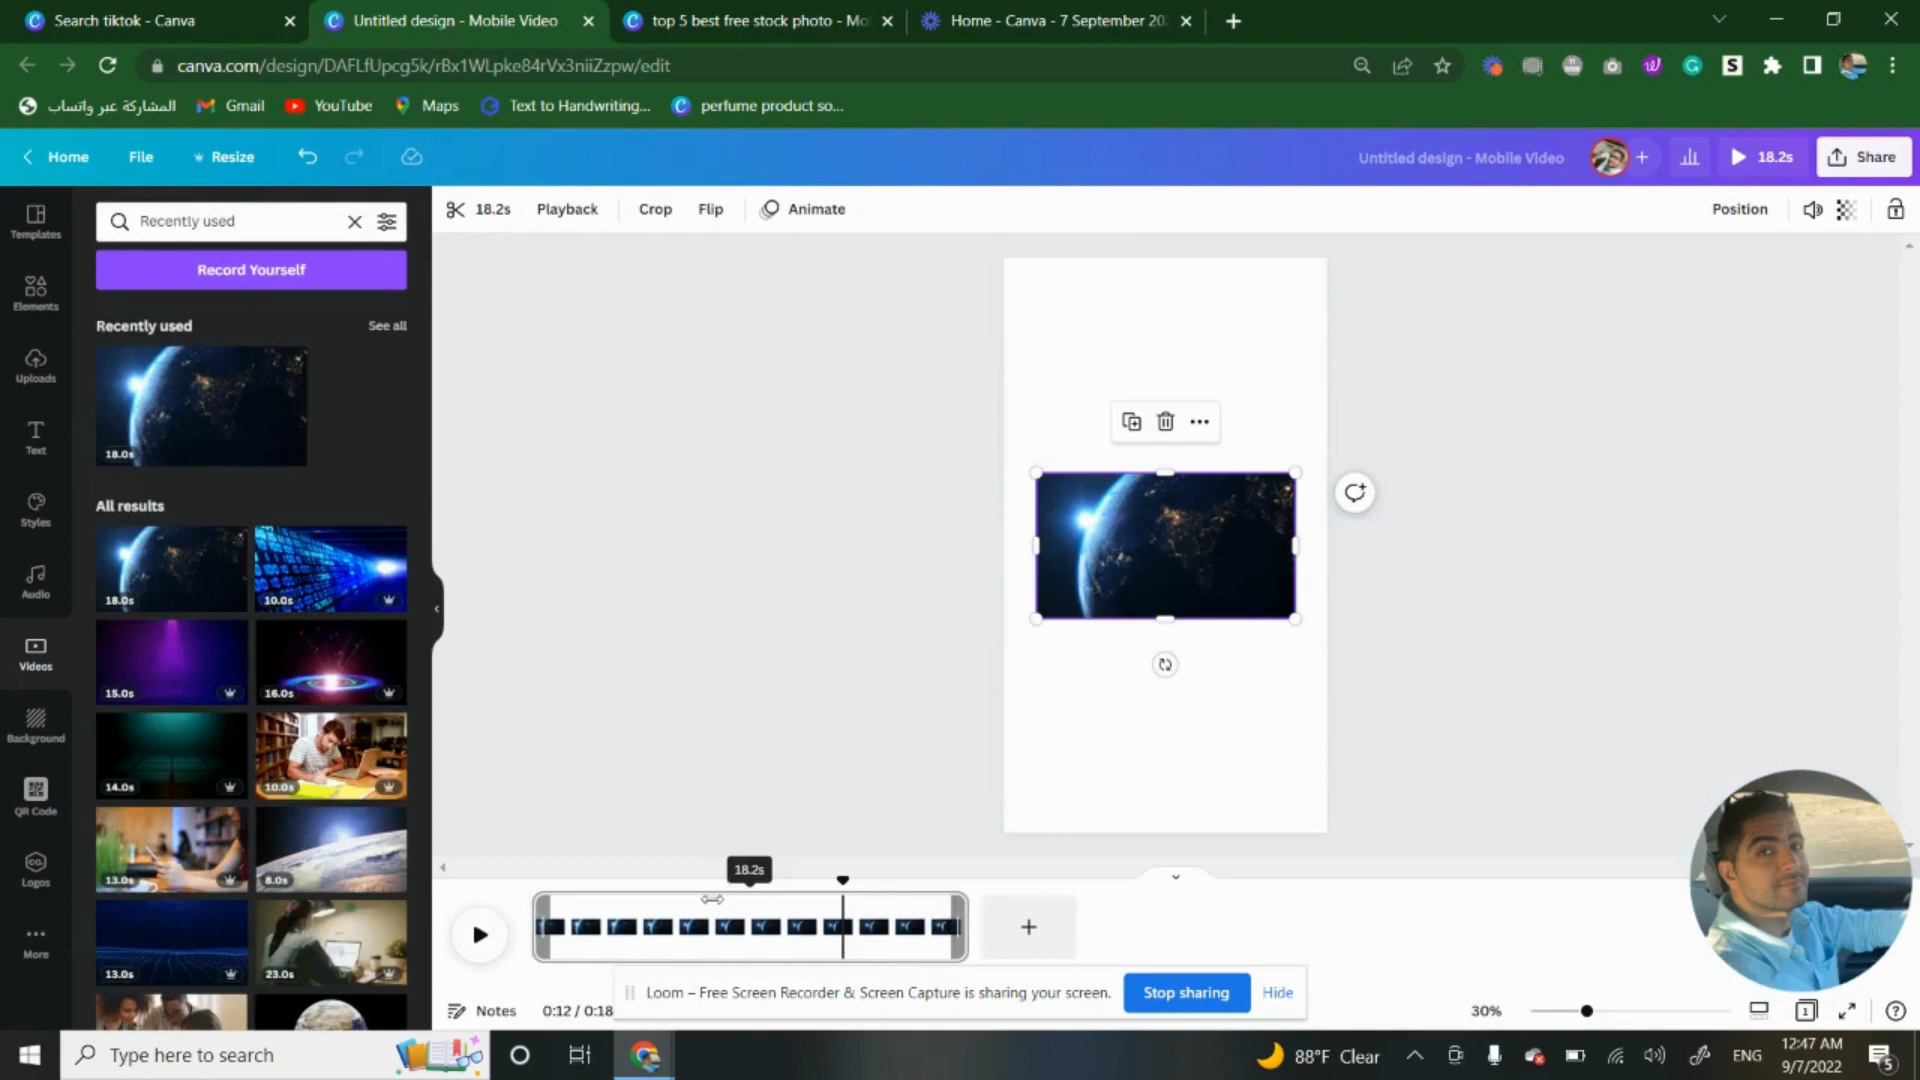 Search tiktok - Canva
Untitled design - Mobile Video
top 5 best free stock photo - Mo
Home - Canva - 7 September 202
canva.com/design/DAFLfUpcg5k/rBx1WLpke84rVx3niiZzpw/edit
المشاركة عبر واتساب
Gmail
YouTube
Maps
Text to Handwriting...
perfume product so...
Home
File
Resize
Untitled design - Mobile Video
18.2s
Share
Templates
Elements
Uploads
Text
Styles
Audio
Videos
Background
QR Code
Logos
More
Recently used
Record Yourself
Recently used
See all
18.0s
All results
18.0s
10.0s
15.0s
16.0s
14.0s
10.0s
13.0s
8.0s
13.0s
23.0s
18.2s
Playback
Crop
Flip
Animate
Position
18.2s
Notes
0:12 / 0:18
Loom – Free Screen Recorder & Screen Capture is sharing your screen.
Stop sharing
Hide
30%
1
Type here to search
88°F Clear
ENG
12:47 AM
9/7/2022
5